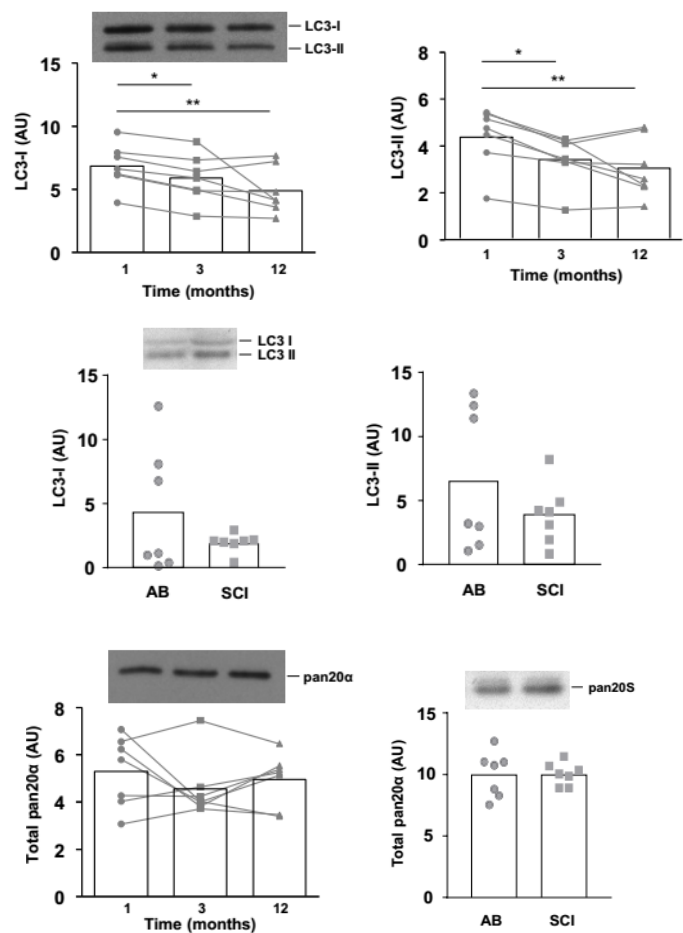 LC3-I
LC3-II
15
10
5
0
LC3-I (AU)
*
**
1 3 12
Time (months)
8
6
4
2
0
LC3-II (AU)
*
**
1 3 12
Time (months)
LC3 I
LC3 II
15
10
5
0
LC3-I (AU)
AB SCI
15
10
5
0
LC3-II (AU)
AB SCI
pan20α
8
6
4
2
0
Total pan20α (AU)
1 3 12
Time (months)
pan20S
15
10
5
0
Total pan20α (AU)
AB SCI